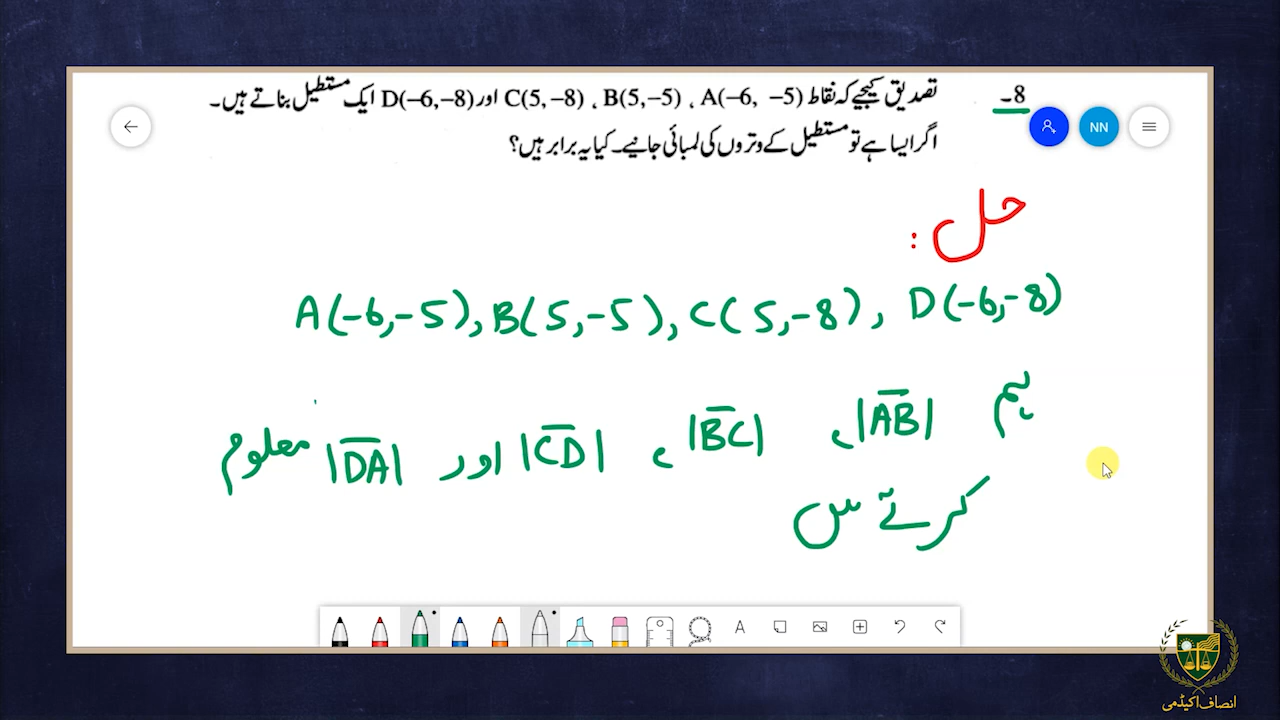 8۔ تصدیق کیجیے کہ نقاط A(–6, –5) ، B(5,–5) ، C(5,–8) اور D(–6,–8) ایک مستطیل بناتے ہیں۔
اگر ایسا ہے تو مستطیل کے وتروں کی لمبائی جانیے۔ کیا یہ برابر ہیں؟
NN
حل :
A(-6,-5), B(5,-5), C(5,-8), D(-6,-8)
ہم |AB|، |BC|، |CD| اور |DA| معلوم
کرتے
A
انصاف اکیڈمی